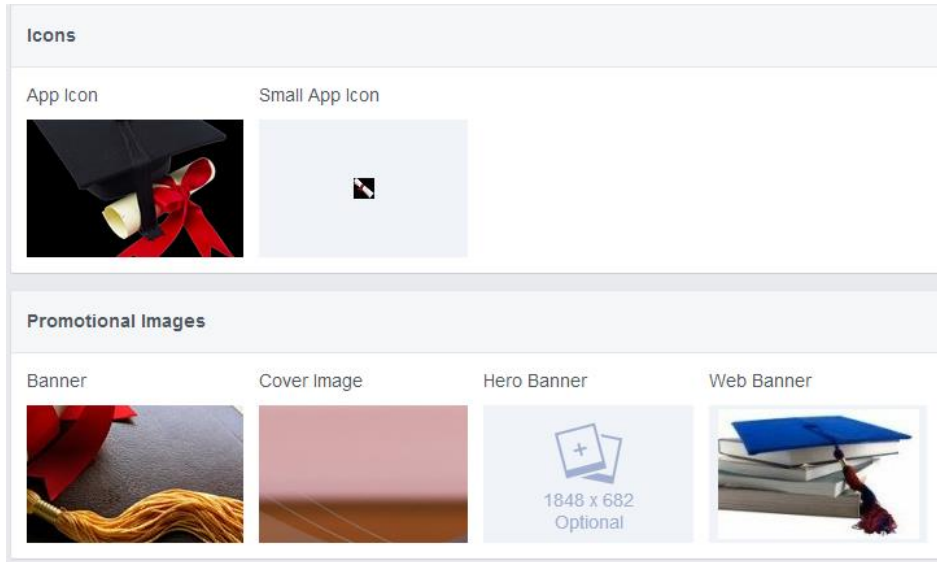 Icons
App Icon
Small App Icon
Promotional Images
Banner
Cover Image
Hero Banner
Web Banner
1848 x 682
Optional